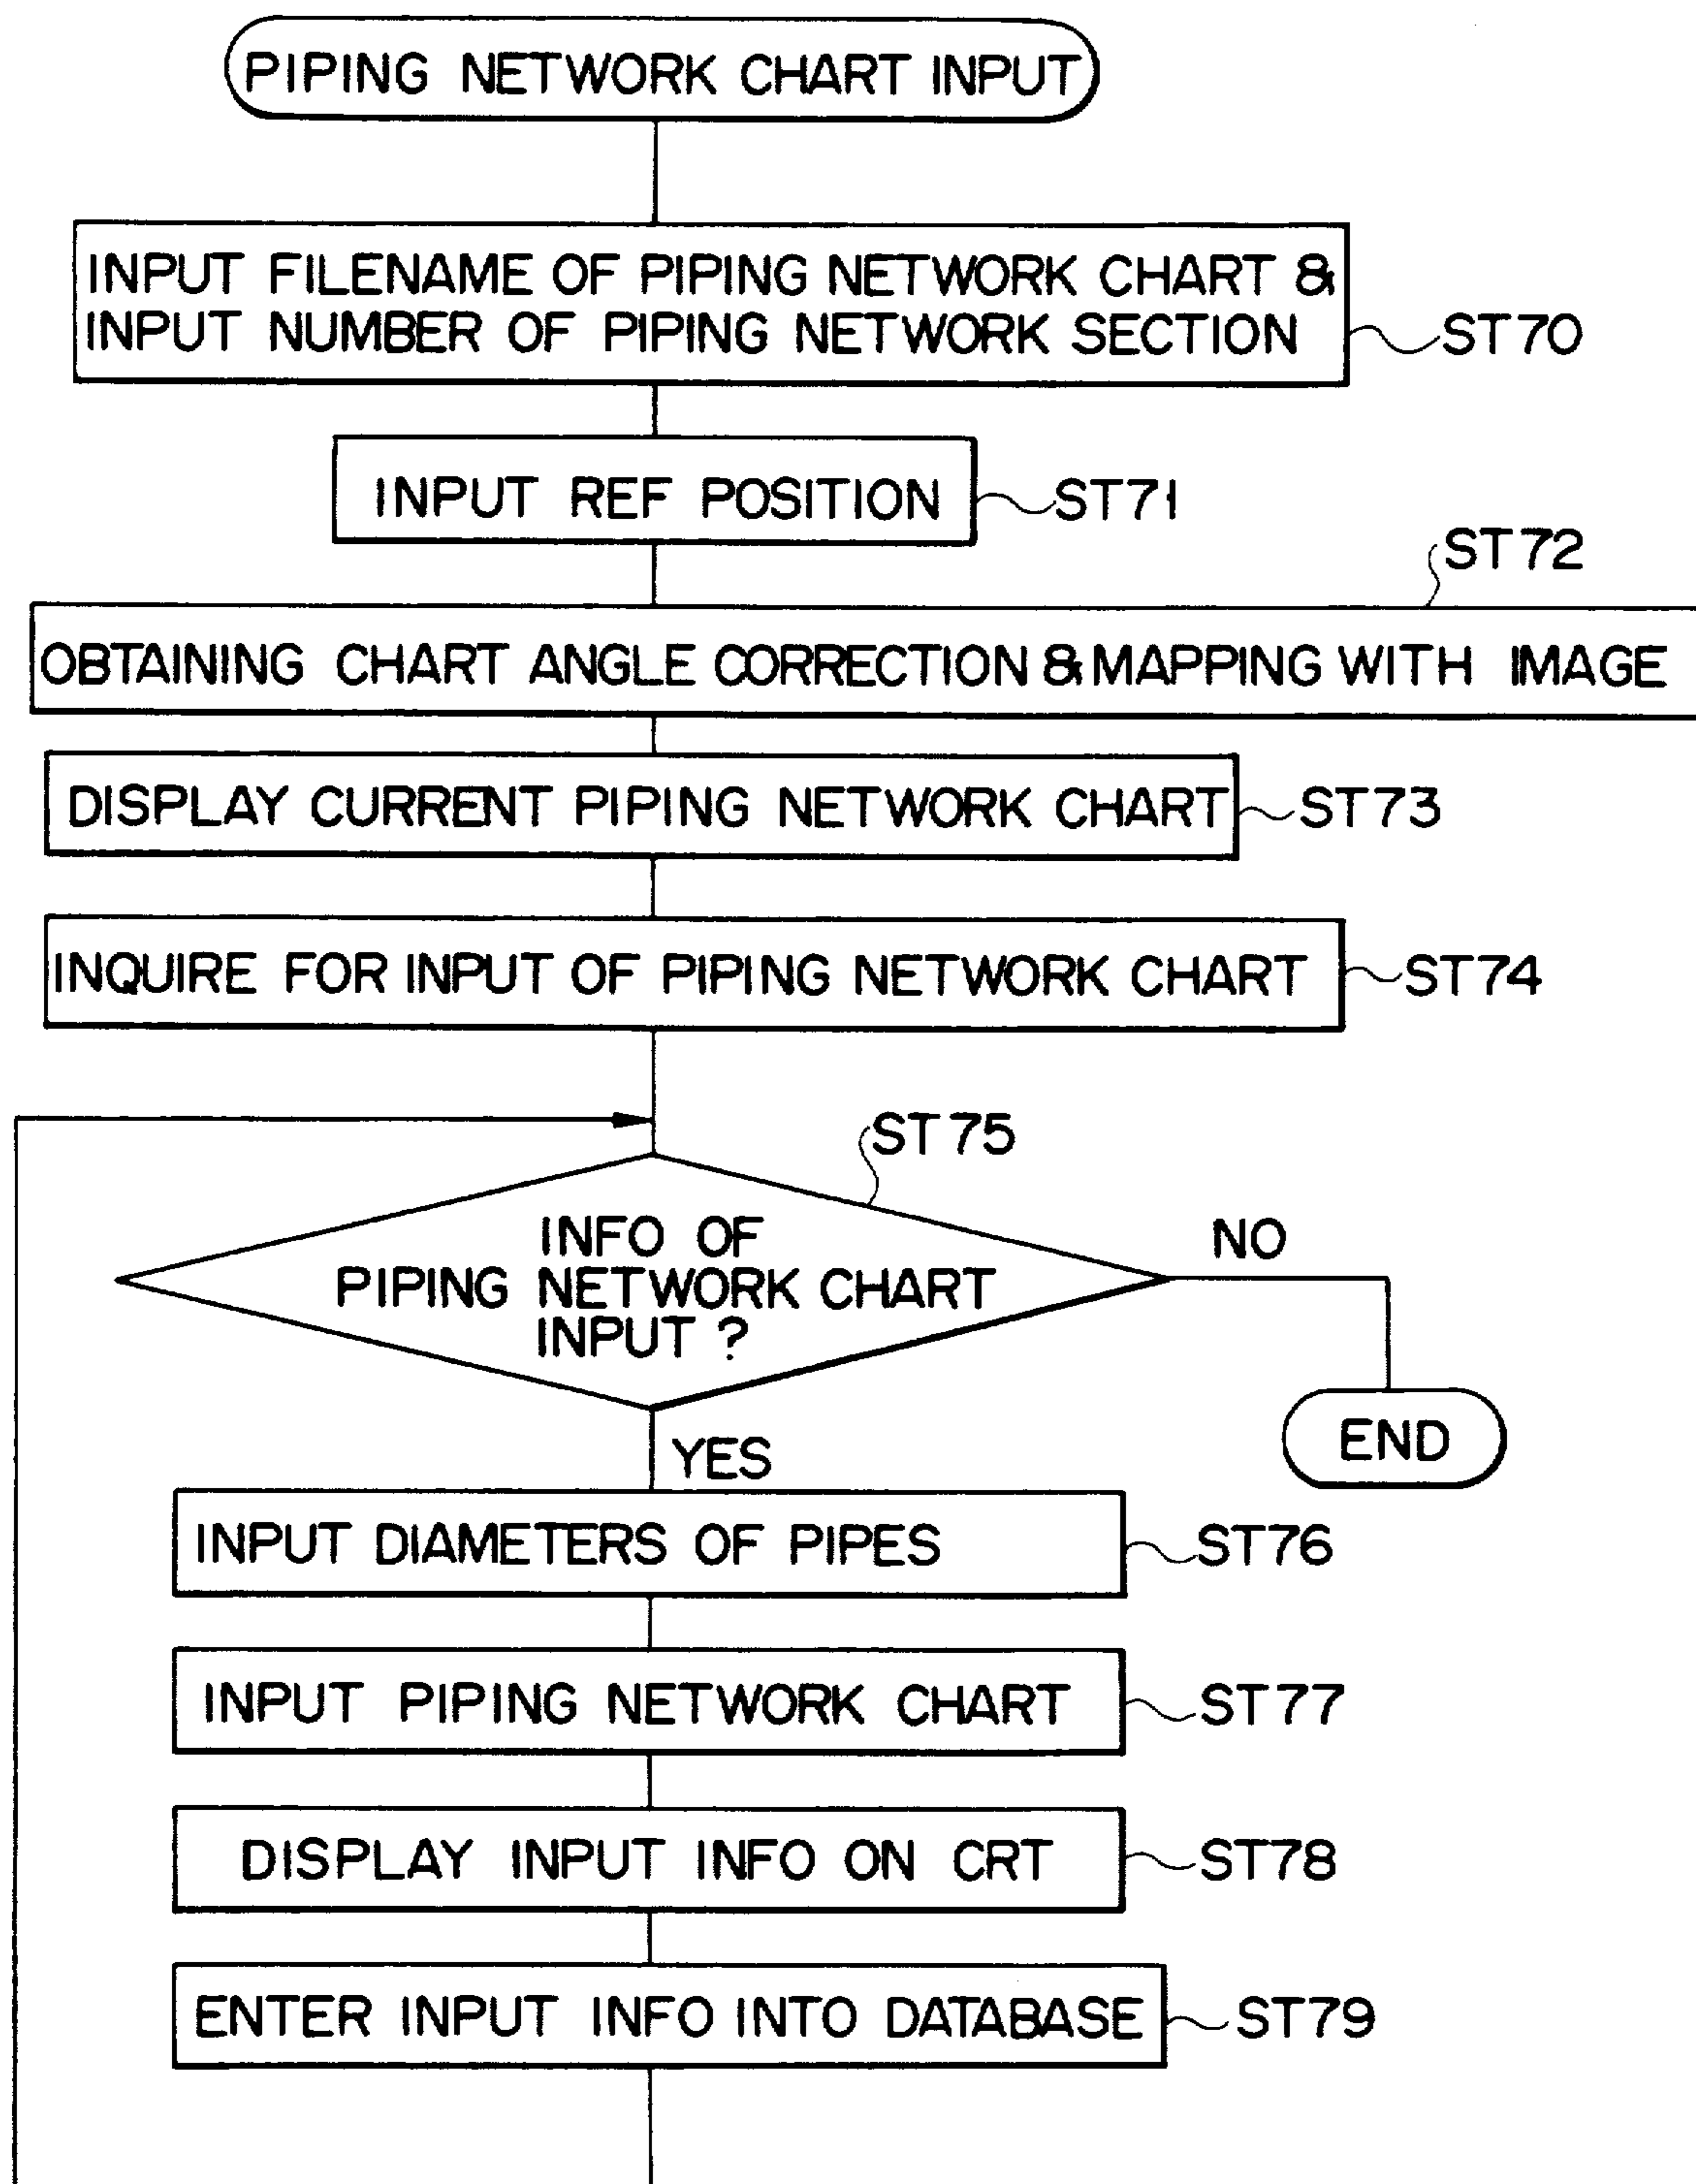 PIPING NETWORK CHART INPUT
INPUT FILENAME OF PIPING NETWORK CHART &
INPUT NUMBER OF PIPING NETWORK SECTION
ST70
INPUT REF POSITION
ST71
ST72
OBTAINING CHART ANGLE CORRECTION & MAPPING WITH IMAGE
DISPLAY CURRENT PIPING NETWORK CHART
ST73
INQUIRE FOR INPUT OF PIPING NETWORK CHART
ST74
ST75
INFO OF
PIPING NETWORK CHART
INPUT ?
NO
END
YES
INPUT DIAMETERS OF PIPES
ST76
INPUT PIPING NETWORK CHART
ST77
DISPLAY INPUT INFO ON CRT
ST78
ENTER INPUT INFO INTO DATABASE
ST79